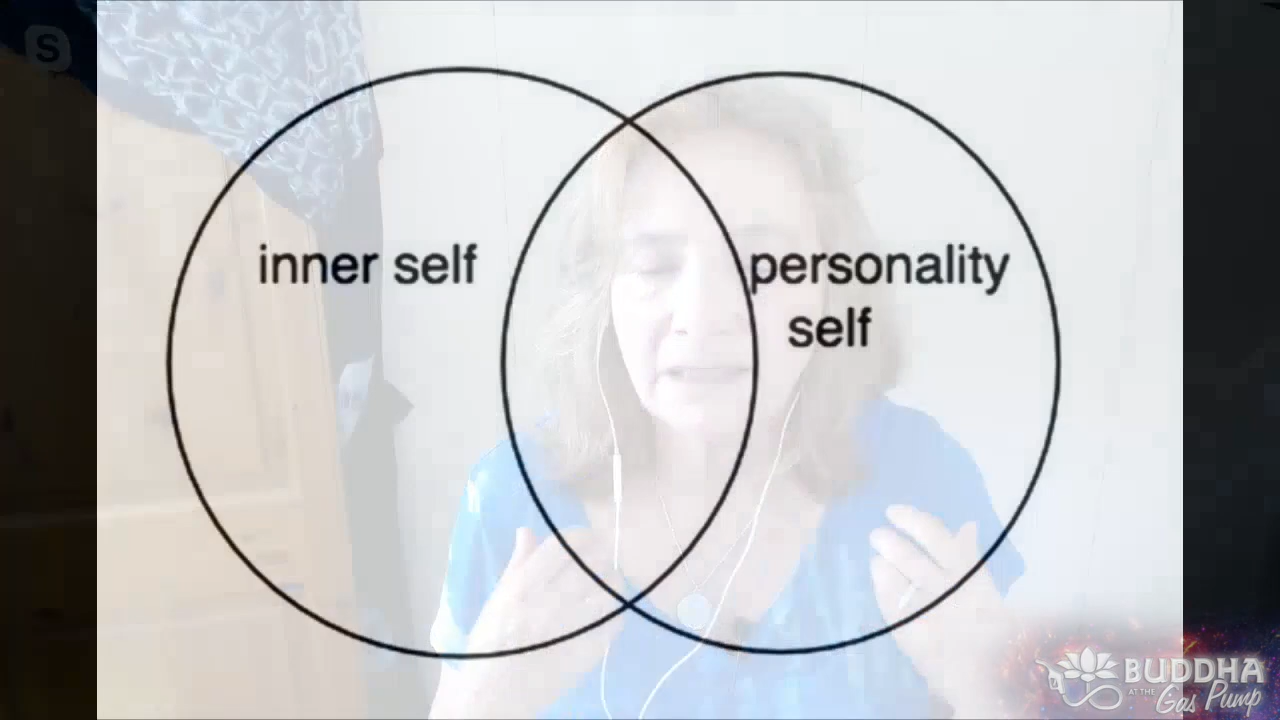 inner self
personality
self
S
BUDDHA
AT THE
Gas Pump